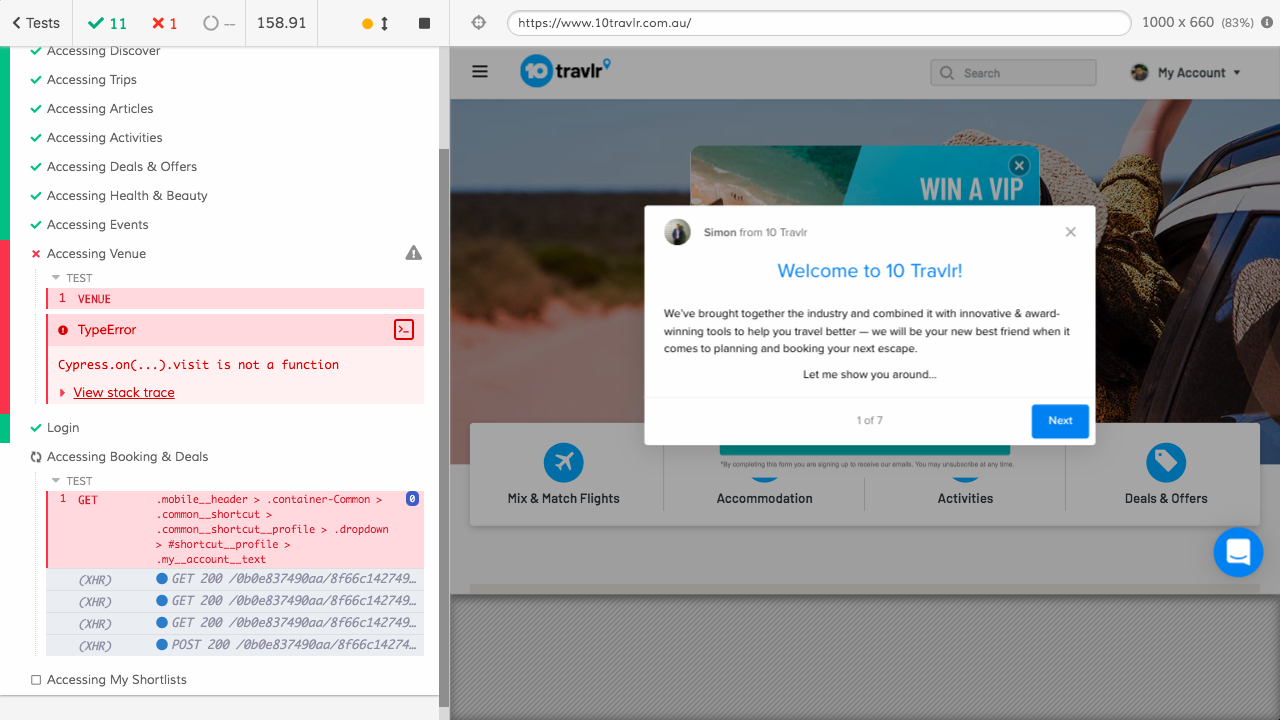 Tests
11
1
--
158.91
https://www.10travlr.com.au/
1000 x 660 (83%)
Accessing Discover
Accessing Trips
Accessing Articles
Accessing Activities
Accessing Deals & Offers
Accessing Health & Beauty
Accessing Events
Accessing Venue
TEST
1 VENUE
TypeError
Cypress.on(...).visit is not a function
View stack trace
Login
Accessing Booking & Deals
TEST
1 GET .mobile__header > .container-Common > 0
.common__shortcut >
.common__shortcut__profile > .dropdown
> #shortcut__profile >
.my__account__text
(XHR) GET 200 /0b0e837490aa/8f66c142749…
(XHR) GET 200 /0b0e837490aa/8f66c142749…
(XHR) GET 200 /0b0e837490aa/8f66c142749…
(XHR) POST 200 /0b0e837490aa/8f66c14274…
Accessing My Shortlists
10 travlr
Search
My Account
WIN A VIP
Simon from 10 Travlr
Welcome to 10 Travlr!
We've brought together the industry and combined it with innovative & award-
winning tools to help you travel better — we will be your new best friend when it
comes to planning and booking your next escape.
Let me show you around...
1 of 7
Next
*By completing this form you are signing up to receive our emails. You may unsubscribe at any time.
Mix & Match Flights
Accommodation
Activities
Deals & Offers